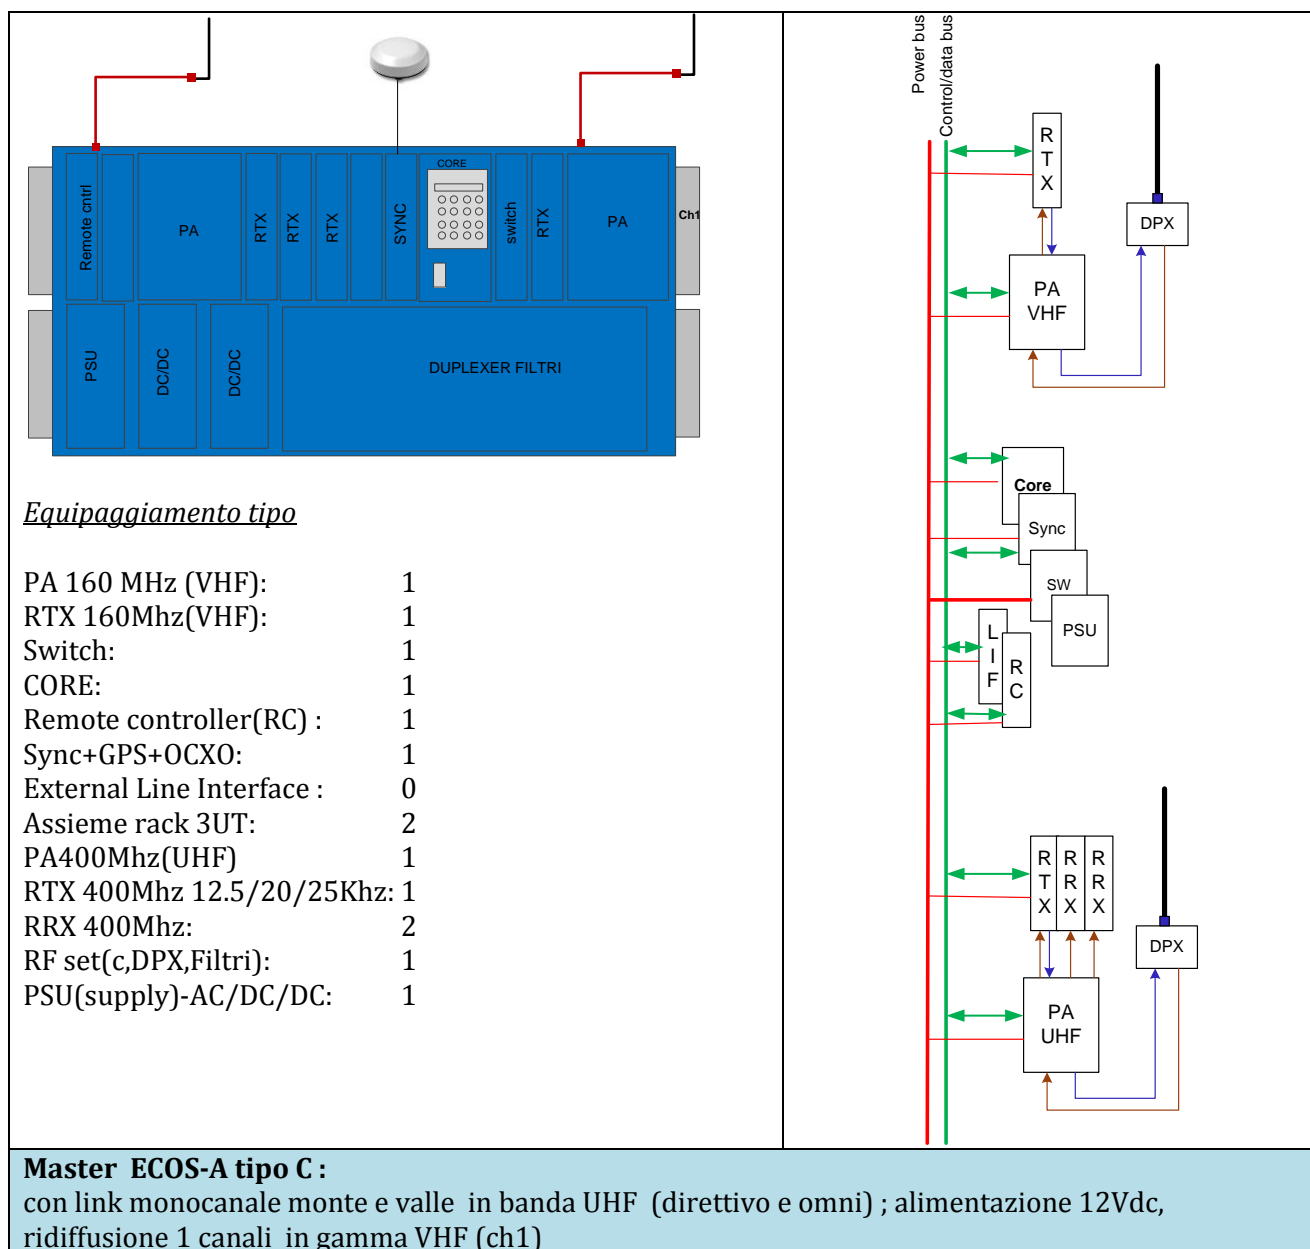 CORE
Remote cntrl
PA
RTX
RTX
RTX
SYNC
switch
RTX
PA
Ch1
PSU
DC/DC
DC/DC
DUPLEXER FILTRI
Equipaggiamento tipo
PA 160 MHz (VHF): 1
RTX 160Mhz(VHF): 1
Switch: 1
CORE: 1
Remote controller(RC) : 1
Sync+GPS+OCXO: 1
External Line Interface : 0
Assieme rack 3UT: 2
PA400Mhz(UHF) 1
RTX 400Mhz 12.5/20/25Khz: 1
RRX 400Mhz: 2
RF set(c,DPX,Filtri): 1
PSU(supply)-AC/DC/DC: 1
Power bus
Control/data bus
RTX
DPX
PA
VHF
Core
Sync
SW
PSU
LIF
RC
RTX
RRX
RRX
DPX
PA
UHF
Master ECOS-A tipo C :
con link monocanale monte e valle in banda UHF (direttivo e omni) ; alimentazione 12Vdc,
ridiffusione 1 canali in gamma VHF (ch1)